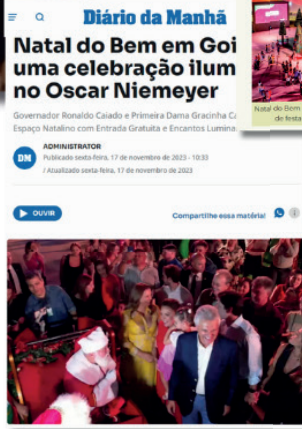 Diário da Manhã
Natal do Bem em Goi
uma celebração ilum
no Oscar Niemeyer
Governador Ronaldo Caiado e Primeira Dama Gracinha Ca
Espaço Natalino com Entrada Gratuita e Encantos Lumina
DM
ADMINISTRATOR
Publicado sexta-feira, 17 de novembro de 2023 - 10:33
/ Atualizado sexta-feira, 17 de novembro de 2023
OUVIR
Compartilhe essa matéria!
Natal do Bem
de festa